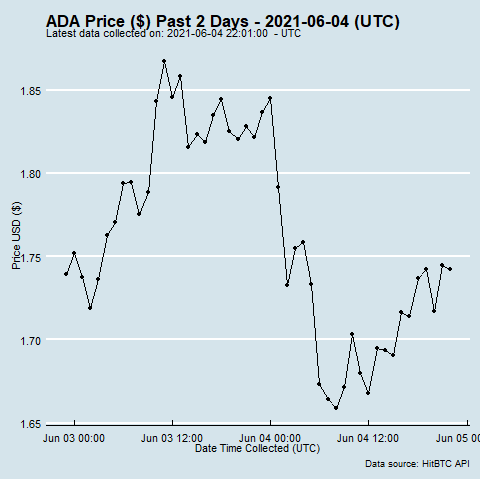 ADA Price ($) Past 2 Days - 2021-06-04 (UTC)
Latest data collected on: 2021-06-04 22:01:00 - UTC
1.85
1.80
1.75
1.70
1.65
Price USD ($)
Jun 03 00:00 Jun 03 12:00 Jun 04 00:00 Jun 04 12:00 Jun 05 0
Date Time Collected (UTC)
Data source: HitBTC API